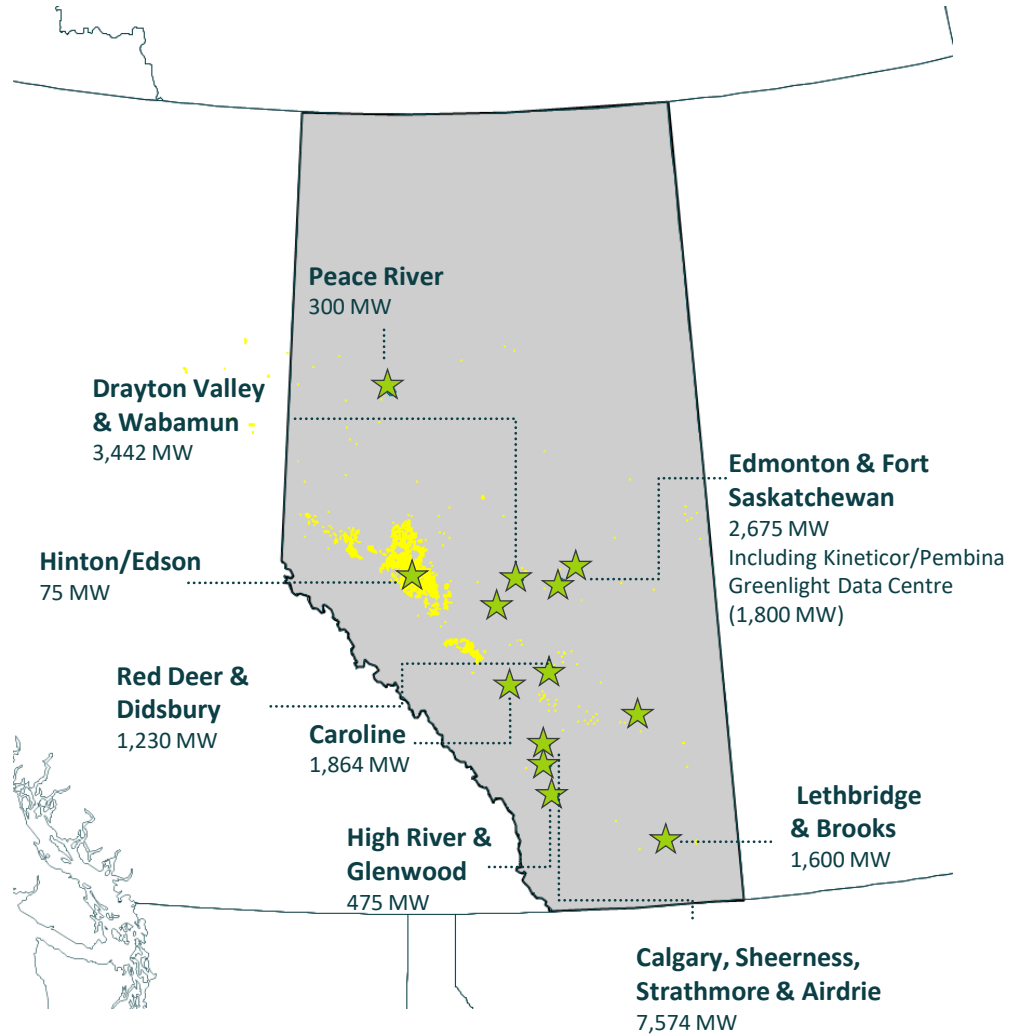 Peace River
300 MW
Drayton Valley
& Wabamun
3,442 MW
Edmonton & Fort
Saskatchewan
2,675 MW
Including Kineticor/Pembina
Greenlight Data Centre
(1,800 MW)
Hinton/Edson
75 MW
Red Deer &
Didsbury
1,230 MW
Caroline
1,864 MW
Lethbridge
& Brooks
1,600 MW
High River &
Glenwood
475 MW
Calgary, Sheerness,
Strathmore & Airdrie
7,574 MW